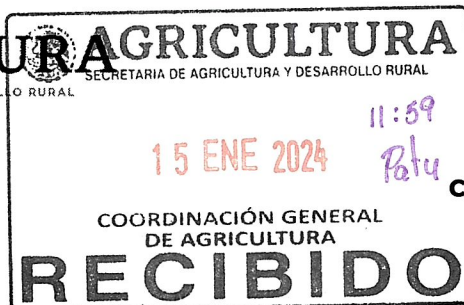 URA
AGRICULTURA
SECRETARIA DE AGRICULTURA Y DESARROLLO RURAL
LO RURAL
11:59
15 ENE 2024
Paty
C
COORDINACIÓN GENERAL
DE AGRICULTURA
RECIBIDO